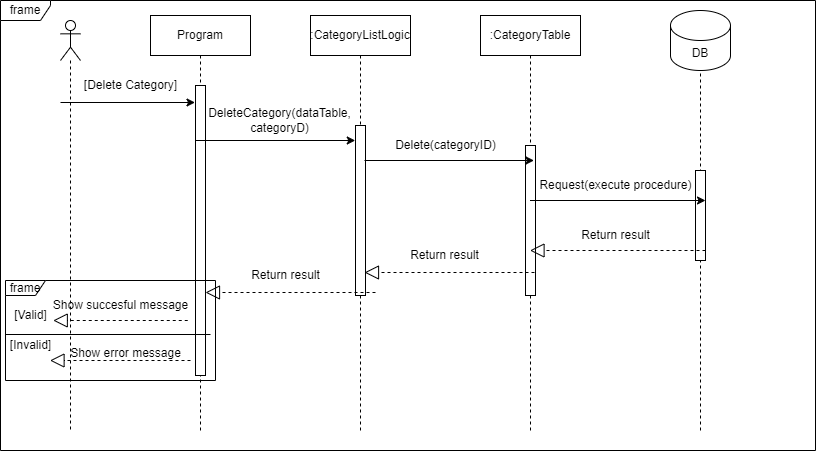 frame
Program
:CategoryListLogic
:CategoryTable
DB
[Delete Category]
DeleteCategory(dataTable,
categoryD)
Delete(categoryID)
Request(execute procedure)
Return result
Return result
Return result
frame
Show succesful message
[Valid]
[Invalid]
Show error message